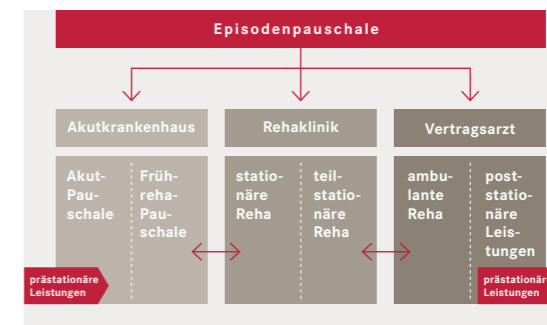 Episodenpauschale
Akutkrankenhaus
Rehaklinik
Vertragsarzt
Akut-
Pau-
schale
Früh-
reha-
Pau-
schale
statio-
näre
Reha
teil-
statio-
näre
Reha
ambu-
lante
Reha
post-
statio-
näre
Leis-
tungen
prästationäre
Leistungen
prästationär
Leistungen